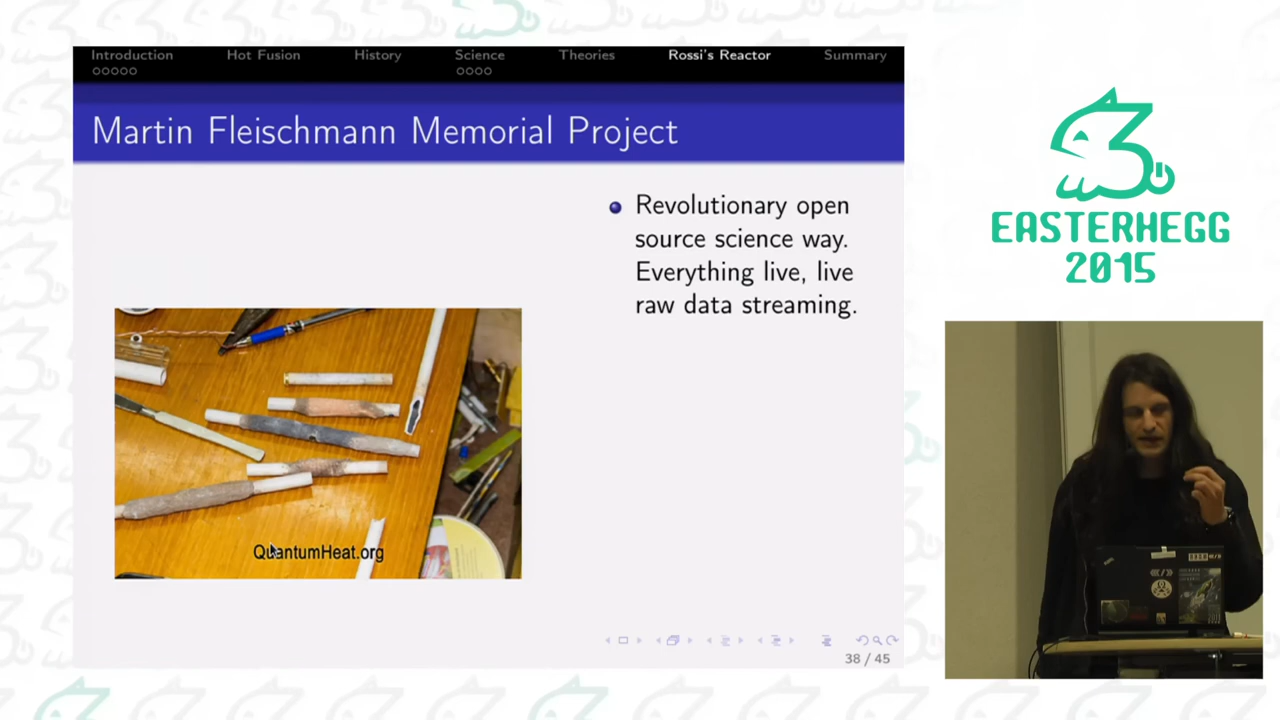 Introduction Hot Fusion History Science Theories Rossi's Reactor Summary
Martin Fleischmann Memorial Project
Revolutionary open
source science way.
Everything live, live
raw data streaming.
QuantumHeat.org
38 / 45
EASTERHEGG
2015